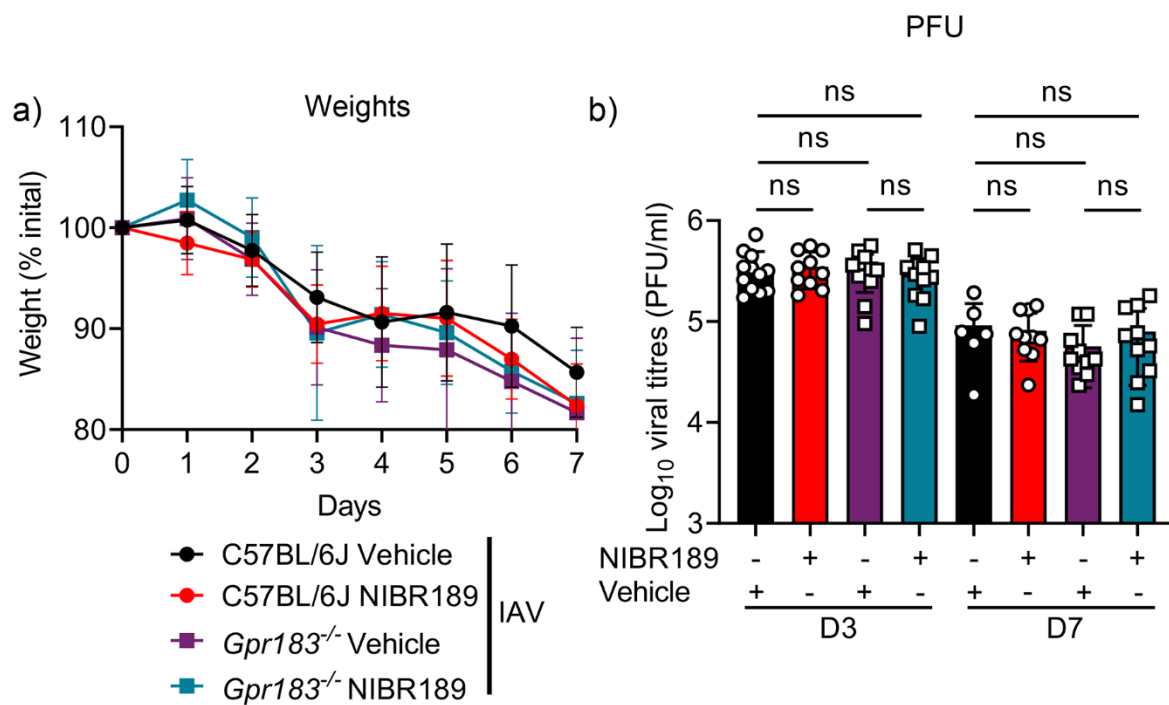 PFU
a)
Weights
b)
ns
ns
ns
ns
ns
ns
ns
ns
110
100
90
80
Weight (% inital)
0 1 2 3 4 5 6 7
Days
C57BL/6J Vehicle
C57BL/6J NIBR189
Gpr183-/- Vehicle
Gpr183-/- NIBR189
IAV
6
5
4
3
Log10 viral titres (PFU/ml)
NIBR189 - + - + - + - +
Vehicle + - + - + - + -
D3 D7